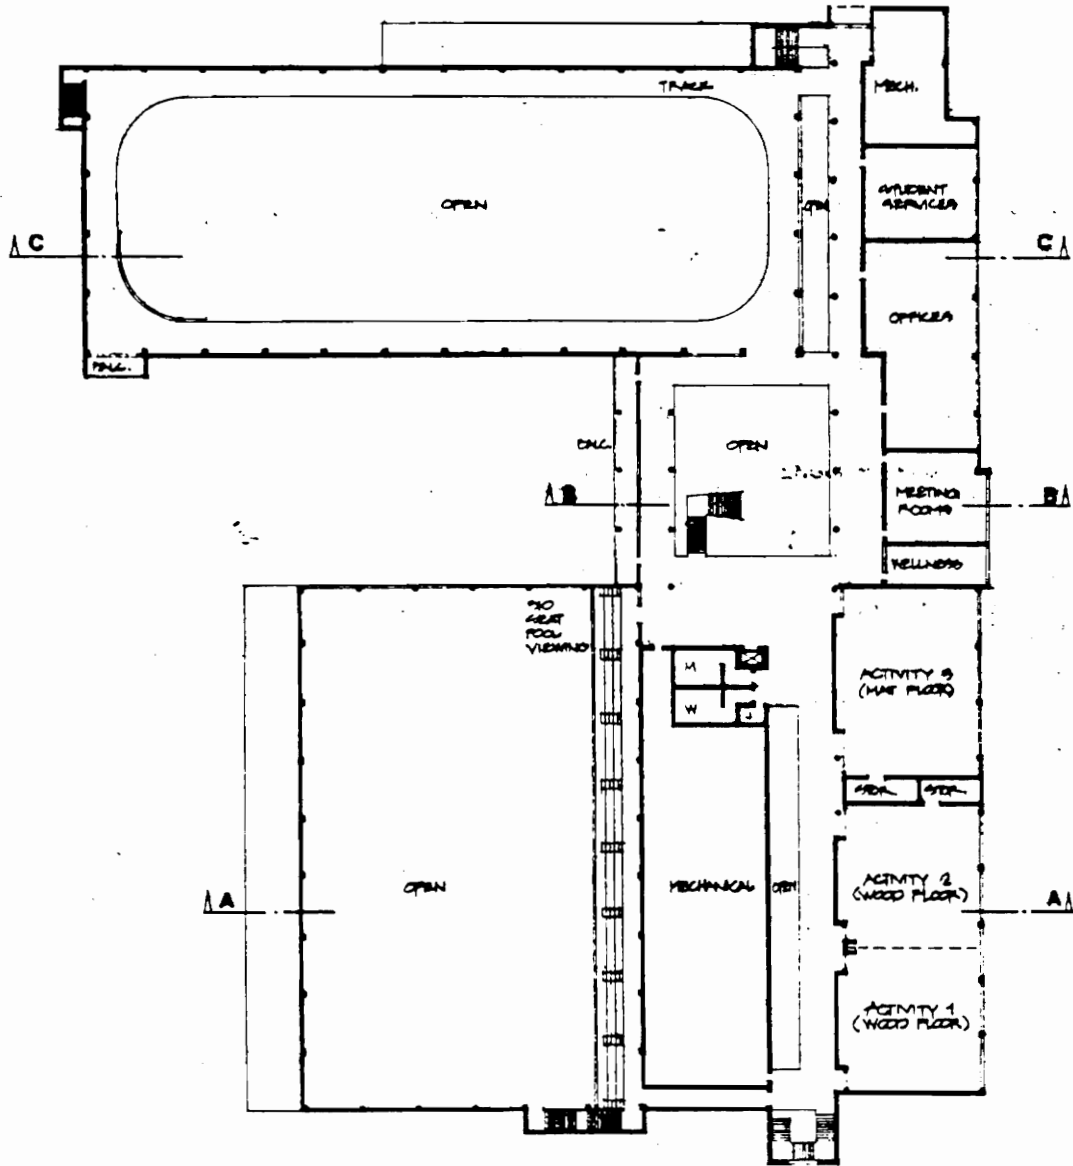 TRACK
MECH.
OPEN
OPEN
STUDENT
SERVICES
C
C
OFFICES
BALC.
BALC.
OPEN
B
B
MEETING
ROOMS
WELLNESS
SEAT
POOL
VIEWING
M
W
J
ACTIVITY 3
(MAT FLOOR)
STOR.
STOR.
OPEN
MECHANICAL
OPEN
ACTIVITY 2
(WOOD FLOOR)
A
A
ACTIVITY 1
(WOOD FLOOR)